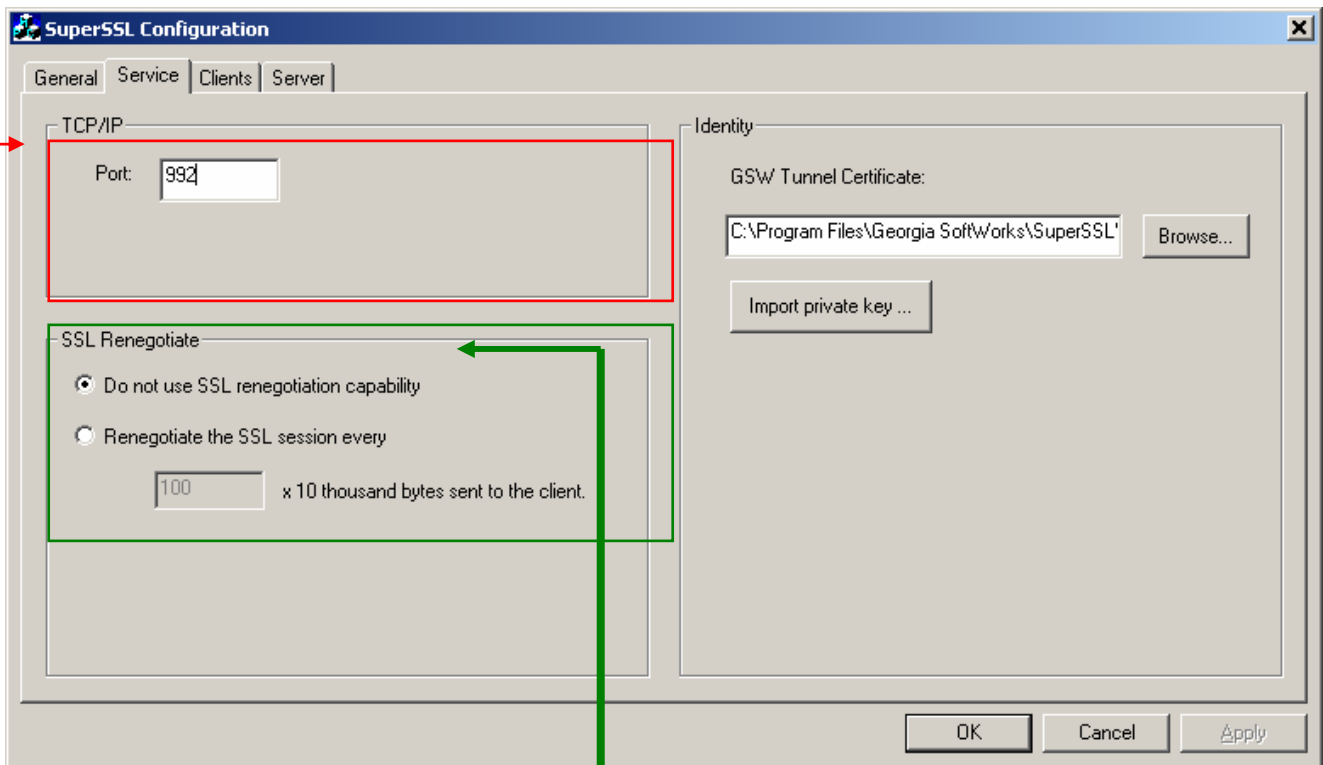 SuperSSL Configuration
General Service Clients Server
TCP/IP
Port: 992
SSL Renegotiate
Do not use SSL renegotiation capability
Renegotiate the SSL session every
100 x 10 thousand bytes sent to the client.
Identity
GSW Tunnel Certificate:
C:\Program Files\Georgia SoftWorks\SuperSSL' Browse...
Import private key ...
OK Cancel Apply